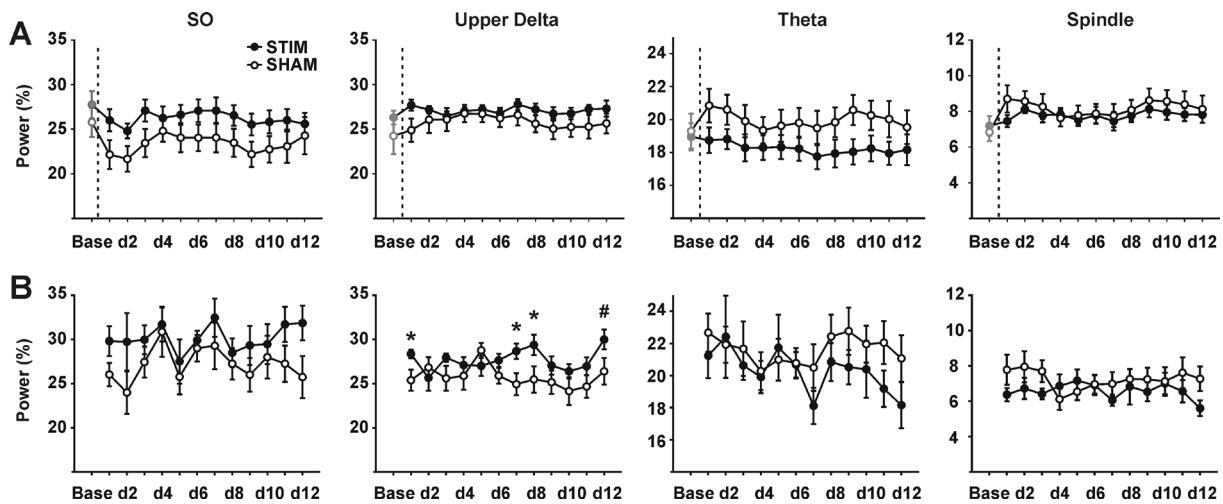 A
SO
Upper Delta
Theta
Spindle
STIM
SHAM
Power (%)
35
30
25
20
35
30
25
20
24
22
20
18
16
14
12
10
8
6
4
Base d2 d4 d6 d8 d10 d12
Base d2 d4 d6 d8 d10 d12
Base d2 d4 d6 d8 d10 d12
Base d2 d4 d6 d8 d10 d12
B
Power (%)
35
30
25
20
35
30
25
20
* * * #
24
22
20
18
16
14
12
10
8
6
4
Base d2 d4 d6 d8 d10 d12
Base d2 d4 d6 d8 d10 d12
Base d2 d4 d6 d8 d10 d12
Base d2 d4 d6 d8 d10 d12